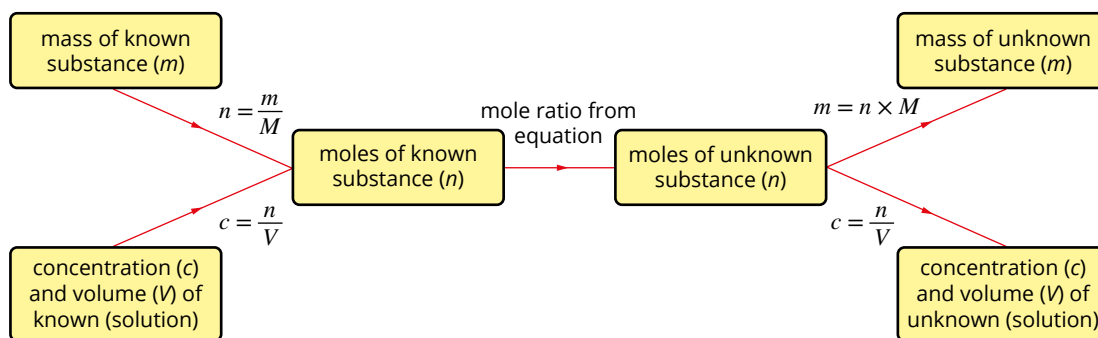 mass of known
substance (m)
n = m/M
c = n/V
concentration (c)
and volume (V) of
known (solution)
moles of known
substance (n)
mole ratio from
equation
moles of unknown
substance (n)
mass of unknown
substance (m)
m = n × M
c = n/V
concentration (c)
and volume (V) of
unknown (solution)